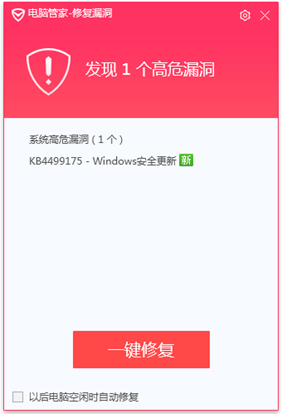 电脑管家-修复漏洞
发现 1 个高危漏洞
系统高危漏洞 ( 1 个 )
KB4499175 - Windows安全更新 新
一键修复
以后电脑空闲时自动修复